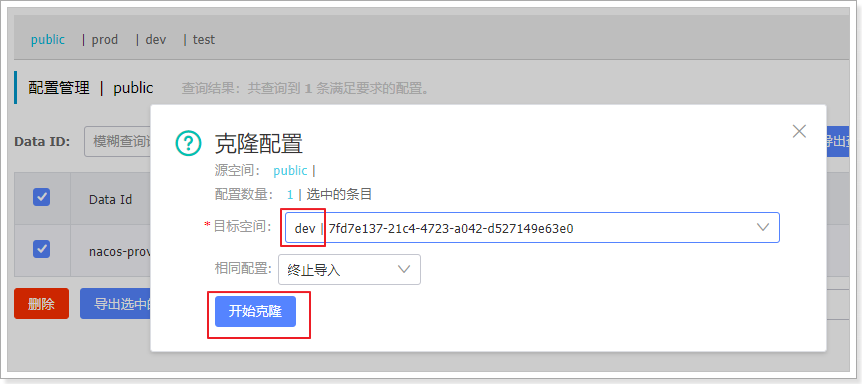 public | prod | dev | test
配置管理 | public 查询结果：共查询到 1 条满足要求的配置。
克隆配置
源空间： public |
配置数量： 1 | 选中的条目
Data ID: 模糊查询
* 目标空间： dev | 7fd7e137-21c4-4723-a042-d527149e63e0
Data Id
相同配置: 终止导入
nacos-prov
删除 导出选中的 开始克隆